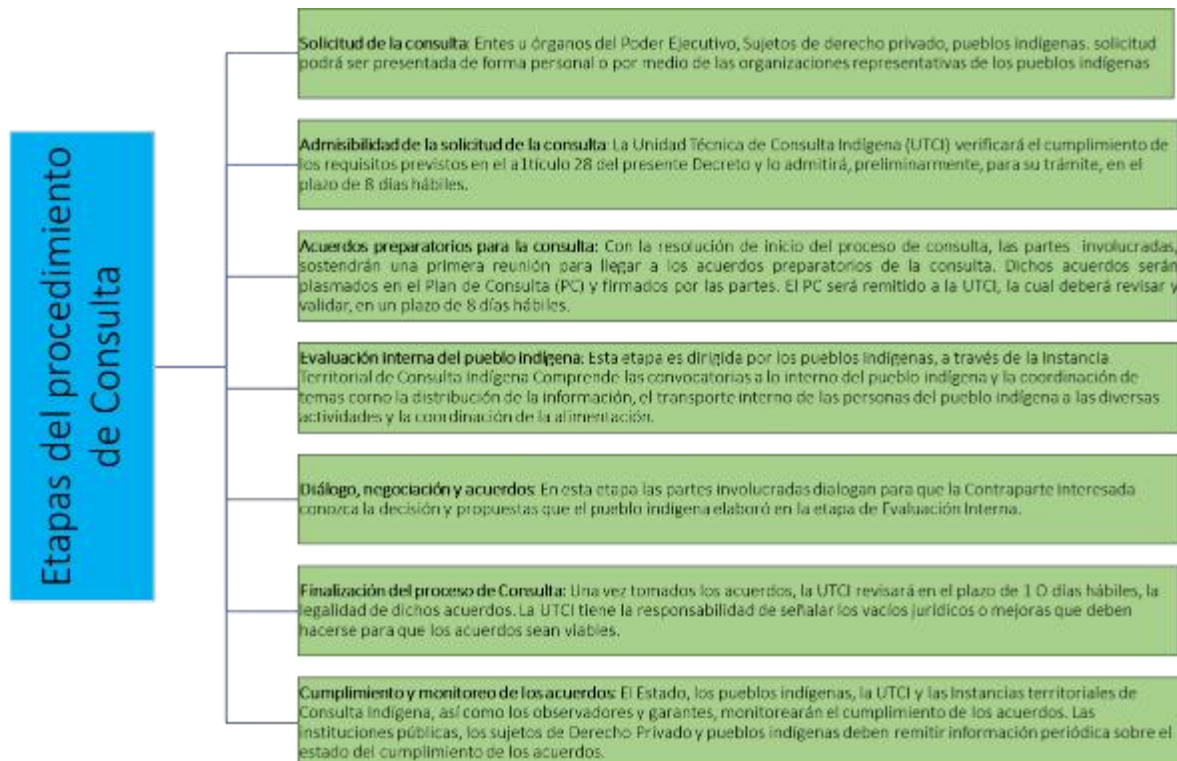 Etapas del procedimiento
de Consulta
Solicitud de la consulta: Entes u órganos del Poder Ejecutivo, Sujetos de derecho privado, pueblos indígenas. solicitud
podrá ser presentada de forma personal o por medio de las organizaciones representativas de los pueblos indígenas
Admisibilidad de la solicitud de la consulta: La Unidad Técnica de Consulta Indígena (UTCI) verificará el cumplimiento de
los requisitos previstos en el a1tículo 28 del presente Decreto y lo admitirá, preliminarmente, para su trámite, en el
plazo de 8 días hábiles.
Acuerdos preparatorios para la consulta: Con la resolución de inicio del proceso de consulta, las partes involucradas,
sostendrán una primera reunión para llegar a los acuerdos preparatorios de la consulta. Dichos acuerdos serán
plasmados en el Plan de Consulta (PC) y firmados por las partes. El PC será remitido a la UTCI, la cual deberá revisar y
validar, en un plazo de 8 días hábiles.
Evaluación interna del pueblo indígena: Esta etapa es dirigida por los pueblos indígenas, a través de la Instancia
Territorial de Consulta Indígena Comprende las convocatorias a lo interno del pueblo indígena y la coordinación de
temas corno la distribución de la información, el transporte interno de las personas del pueblo indígena a las diversas
actividades y la coordinación de la alimentación.
Diálogo, negociación y acuerdos: En esta etapa las partes involucradas dialogan para que la Contraparte Interesada
conozca la decisión y propuestas que el pueblo indígena elaboró en la etapa de Evaluación Interna.
Finalización del proceso de Consulta: Una vez tomados los acuerdos, la UTCI revisará en el plazo de 1 O días hábiles, la
legalidad de dichos acuerdos. La UTCI tiene la responsabilidad de señalar los vacíos jurídicos o mejoras que deben
hacerse para que los acuerdos sean viables.
Cumplimiento y monitoreo de los acuerdos: El Estado, los pueblos indígenas, la UTCI y las Instancias territoriales de
Consulta Indígena, así como los observadores y garantes, monitorearán el cumplimiento de los acuerdos. Las
instituciones públicas, los sujetos de Derecho Privado y pueblos indígenas deben remitir información periódica sobre el
estado del cumplimiento de los acuerdos.